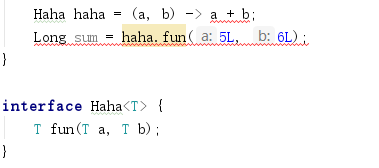 Haha haha = (a, b) -> a + b;
Long sum = haha.fun( a: 5L, b: 6L);
}
interface Haha<T> {
T fun(T a, T b);
}